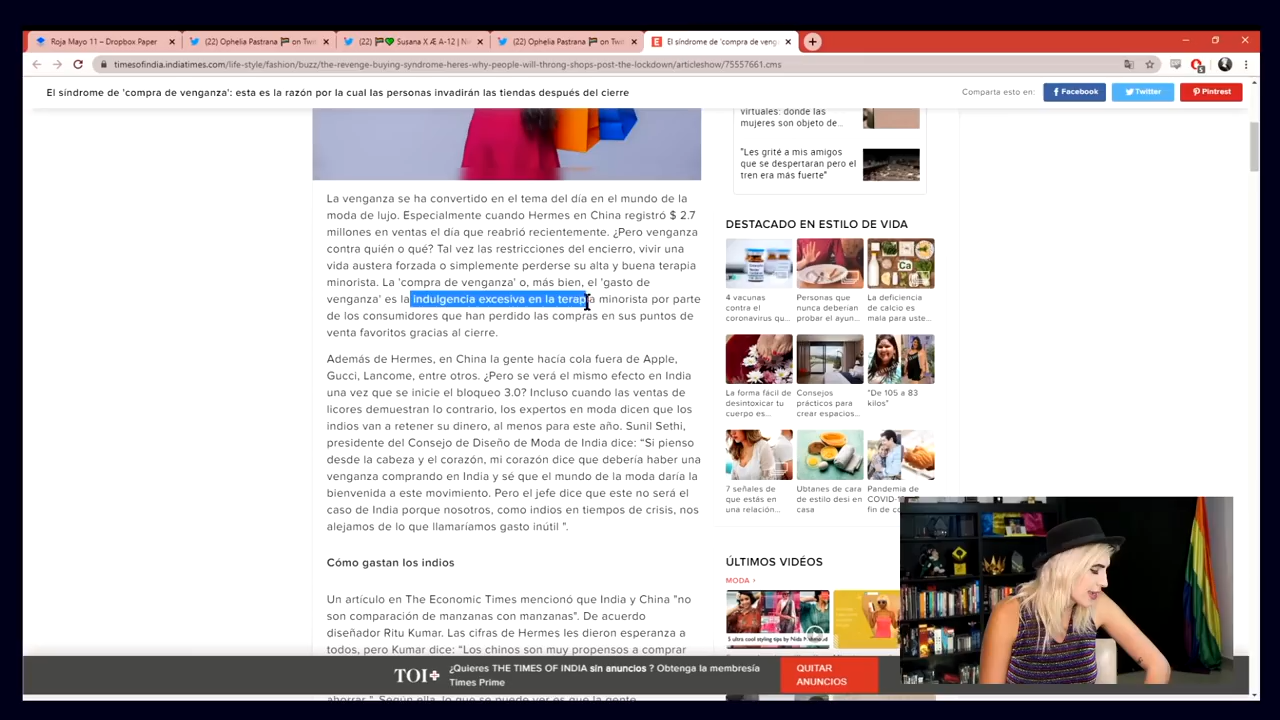 Roja Mayo 11 – Dropbox Paper
(22) Ophelia Pastrana
on Twi
(22)
Susana X Æ A-12 | N
(22) Ophelia Pastrana
on Twi
El síndrome de 'compra de veng
timesofindia.indiatimes.com/life-style/fashion/buzz/the-revenge-buying-syndrome-heres-why-people-will-throng-shops-post-the-lockdown/articleshow/75557661.cms
El síndrome de 'compra de venganza': esta es la razón por la cual las personas invadirán las tiendas después del cierre
Comparta esto en:
Facebook
Twitter
Pintrest
La venganza se ha convertido en el tema del día en el mundo de la
moda de lujo. Especialmente cuando Hermes en China registró $ 2.7
millones en ventas el día que reabrió recientemente. ¿Pero venganza
contra quién o qué? Tal vez las restricciones del encierro, vivir una
vida austera forzada o simplemente perderse su alta y buena terapia
minorista. La 'compra de venganza' o, más bien, el 'gasto de
venganza' es la indulgencia excesiva en la terapia minorista por parte
de los consumidores que han perdido las compras en sus puntos de
venta favoritos gracias al cierre.
Además de Hermes, en China la gente hacía cola fuera de Apple,
Gucci, Lancome, entre otros. ¿Pero se verá el mismo efecto en India
una vez que se inicie el bloqueo 3.0? Incluso cuando las ventas de
licores demuestran lo contrario, los expertos en moda dicen que los
indios van a retener su dinero, al menos para este año. Sunil Sethi,
presidente del Consejo de Diseño de Moda de India dice: “Si pienso
desde la cabeza y el corazón, mi corazón dice que debería haber una
venganza comprando en India y sé que el mundo de la moda daría la
bienvenida a este movimiento. Pero el jefe dice que este no será el
caso de India porque nosotros, como indios en tiempos de crisis, nos
alejamos de lo que llamaríamos gasto inútil ”.
Cómo gastan los indios
Un artículo en The Economic Times mencionó que India y China "no
son comparación de manzanas con manzanas". De acuerdo
diseñador Ritu Kumar. Las cifras de Hermes les dieron esperanza a
todos, pero Kumar dice: “Los chinos son muy propensos a comprar
ahorrar ”. Según ella, lo que se puede ver es que la gente
virtuales: donde las
mujeres son objeto de...
"Les grité a mis amigos
que se despertaran pero el
tren era más fuerte"
DESTACADO EN ESTILO DE VIDA
4 vacunas
contra el
coronavirus qu...
Personas que
nunca deberían
probar el ayun...
La deficiencia
de calcio es
mala para uste...
La forma fácil de
desintoxicar tu
cuerpo es...
Consejos
prácticos para
crear espacios...
"De 105 a 83
kilos"
7 señales de
que estás en
una relación...
Ubtanes de cara
de estilo desi en
casa
Pandemia de
COVID-1
fin de co
ÚLTIMOS VIDÉOS
MODA ›
TOI+
¿Quieres THE TIMES OF INDIA sin anuncios ? Obtenga la membresía
Times Prime
QUITAR
ANUNCIOS